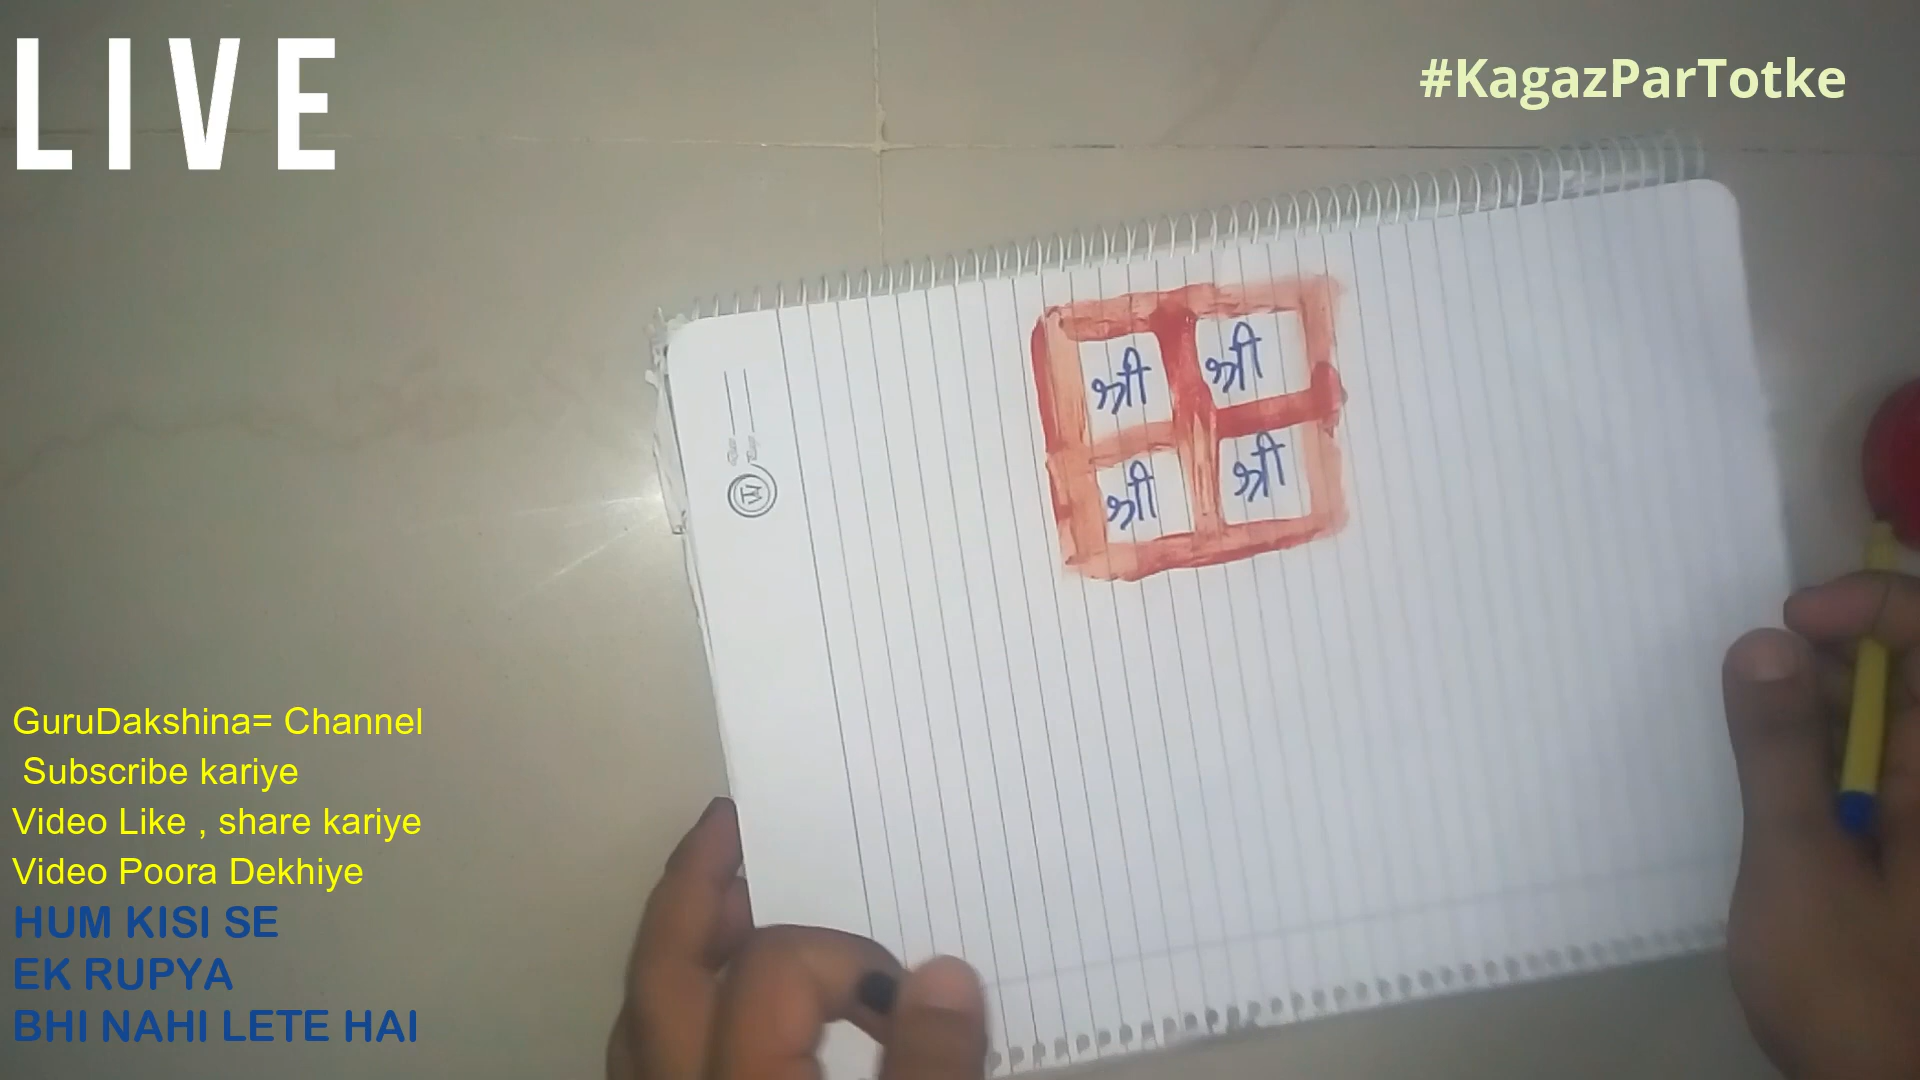 LIVE
#KagazParTotke
श्री श्री
श्री श्री
GuruDakshina= Channel
Subscribe kariye
Video Like , share kariye
Video Poora Dekhiye
HUM KISI SE
EK RUPYA
BHI NAHI LETE HAI